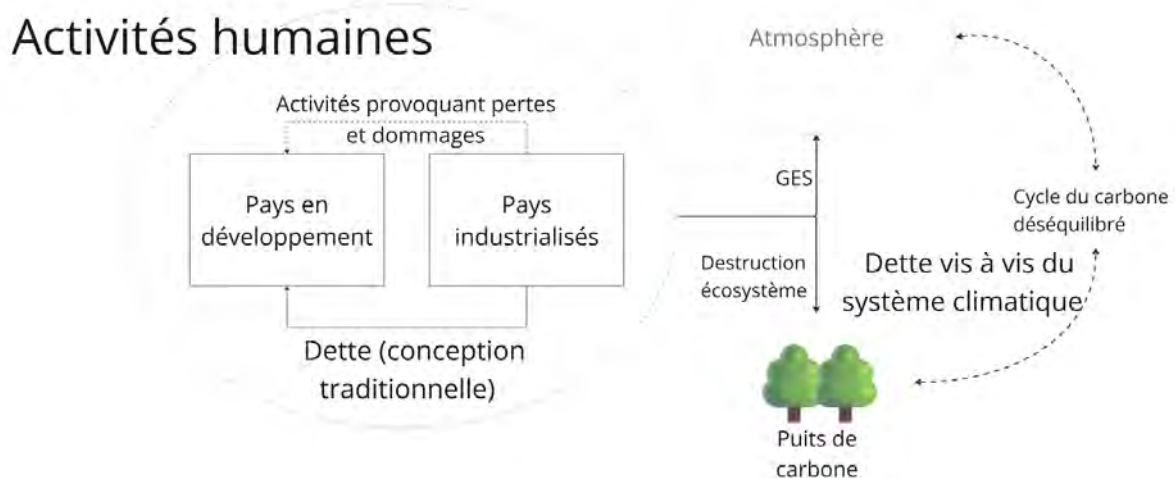 Activités humaines
Activités provoquant pertes
et dommages
Pays en
développement
Pays
industrialisés
Dette (conception
traditionnelle)
Atmosphère
GES
Destruction
écosystème
Cycle du carbone
déséquilibré
Dette vis à vis du
système climatique
Puits de
carbone